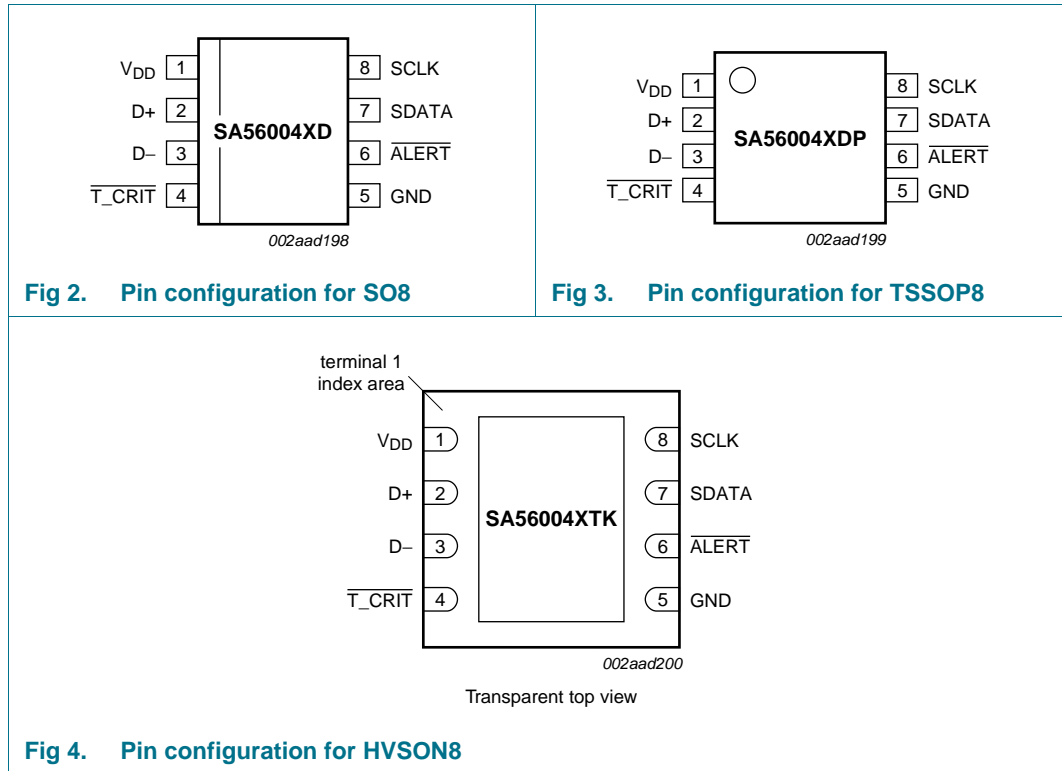 VDD 1 8 SCLK
D+ 2 7 SDATA
SA56004XD
D− 3 6 ALERT
T_CRIT 4 5 GND
002aad198
Fig 2. Pin configuration for SO8
VDD 1 8 SCLK
D+ 2 7 SDATA
SA56004XDP
D− 3 6 ALERT
T_CRIT 4 5 GND
002aad199
Fig 3. Pin configuration for TSSOP8
terminal 1
index area
VDD 1 8 SCLK
D+ 2 7 SDATA
SA56004XTK
D− 3 6 ALERT
T_CRIT 4 5 GND
002aad200
Transparent top view
Fig 4. Pin configuration for HVSON8